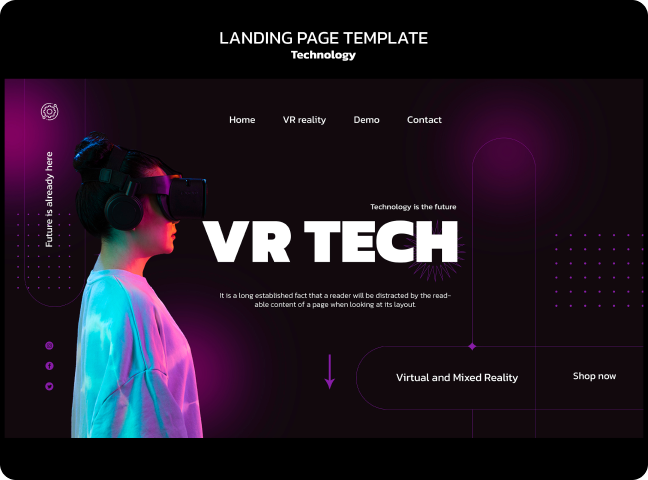 LANDING PAGE TEMPLATE
Technology
Home VR reality Demo Contact
Future is already here
Technology is the future
VR TECH
It is a long established fact that a reader will be distracted by the read-
able content of a page when looking at its layout.
Virtual and Mixed Reality
Shop now